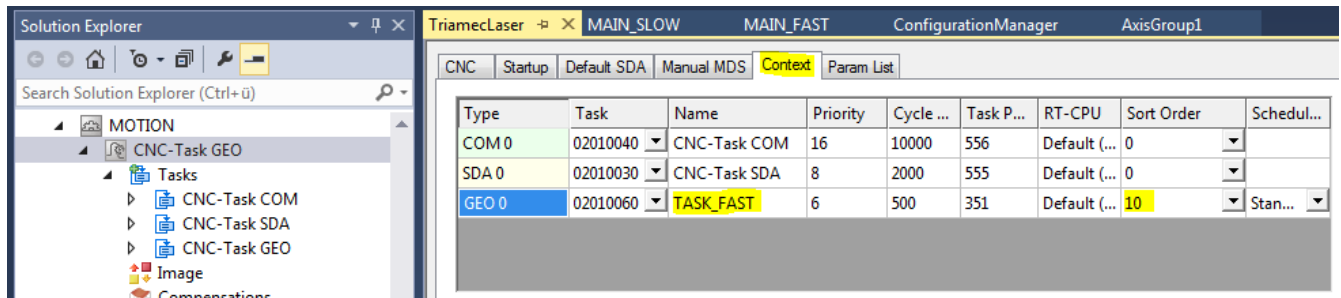 Solution Explorer
Search Solution Explorer (Ctrl+ü)
MOTION
CNC-Task GEO
Tasks
CNC-Task COM
CNC-Task SDA
CNC-Task GEO
Image
Compensations
TriamecLaser MAIN_SLOW MAIN_FAST ConfigurationManager AxisGroup1
CNC Startup Default SDA Manual MDS Context Param List
Type Task Name Priority Cycle ... Task P... RT-CPU Sort Order Schedul...
COM 0 02010040 CNC-Task COM 16 10000 556 Default (... 0
SDA 0 02010030 CNC-Task SDA 8 2000 555 Default (... 0
GEO 0 02010060 TASK_FAST 6 500 351 Default (... 10 Stan...